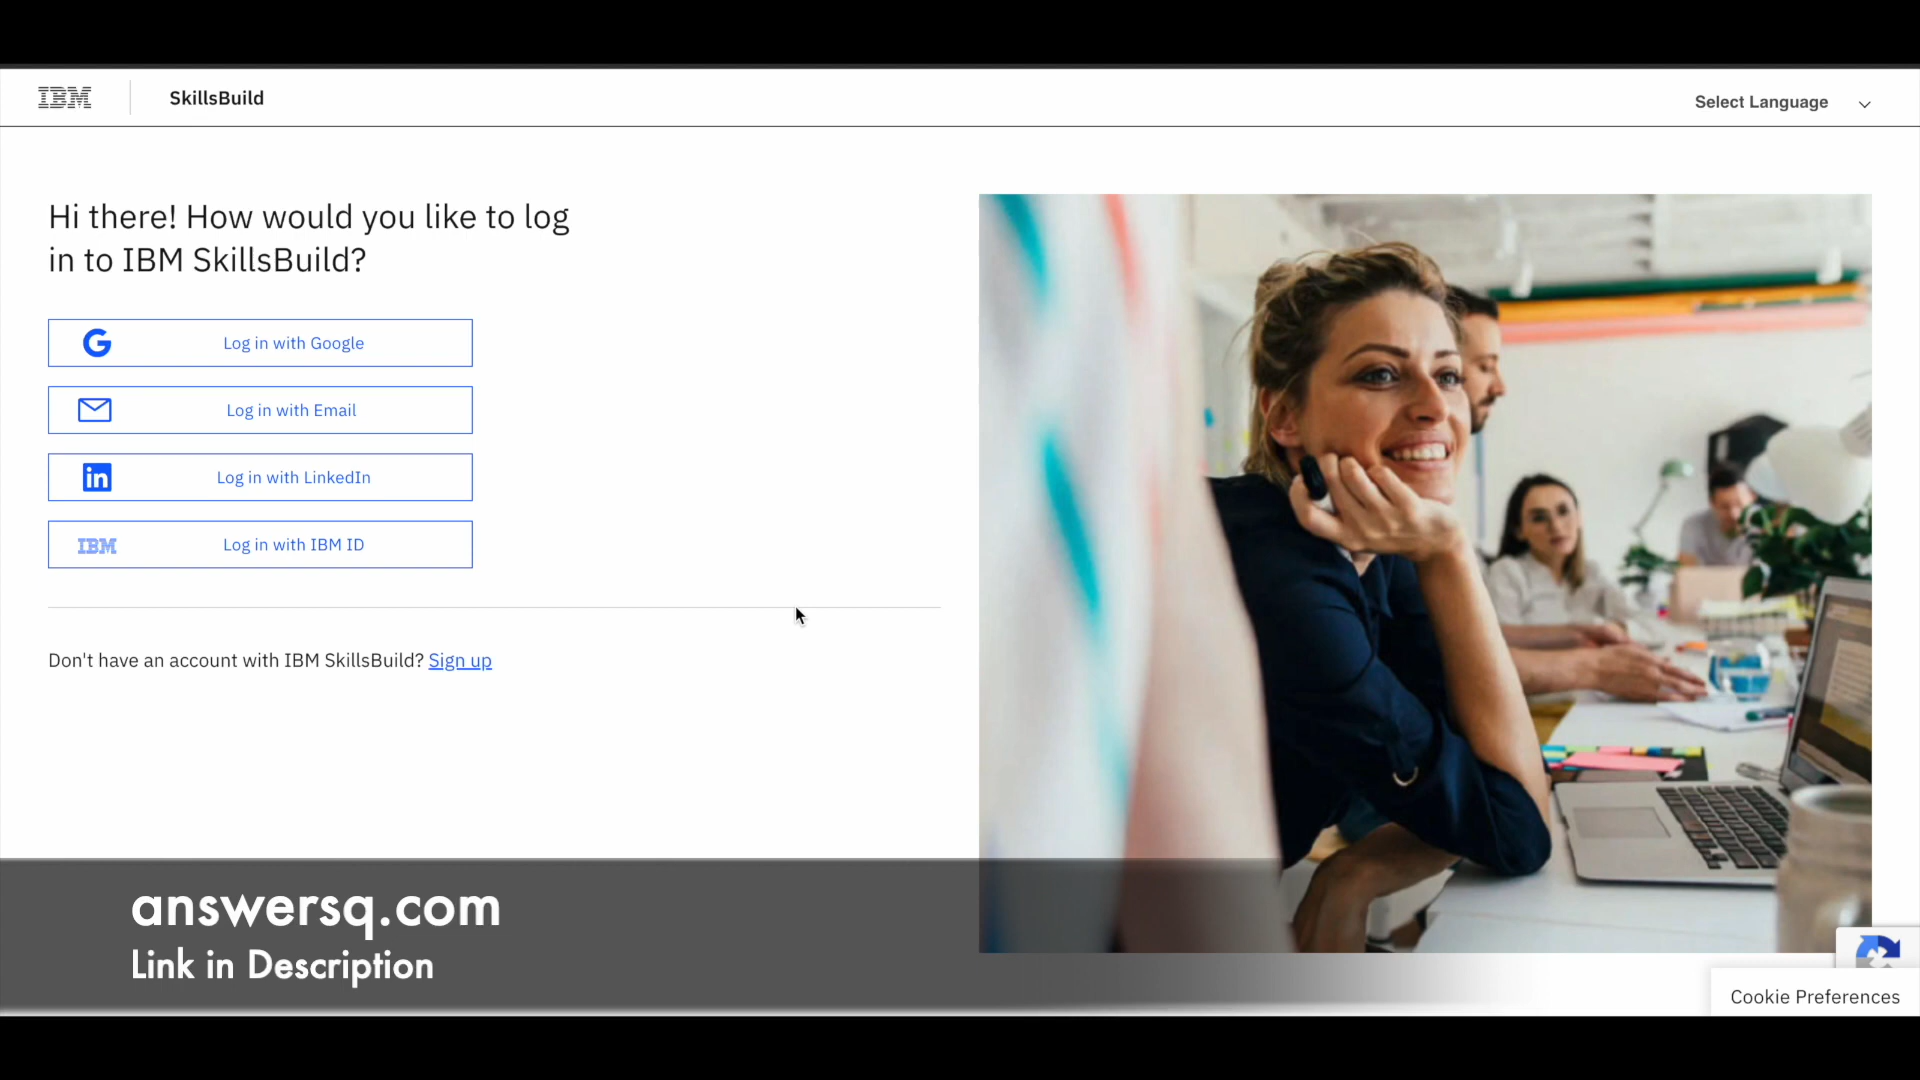 IBM
SkillsBuild
Select Language
Hi there! How would you like to log
in to IBM SkillsBuild?
Log in with Google
Log in with Email
in
Log in with LinkedIn
IBM
Log in with IBM ID
Don't have an account with IBM SkillsBuild? Sign up
answersq.com
Link in Description
Cookie Preferences